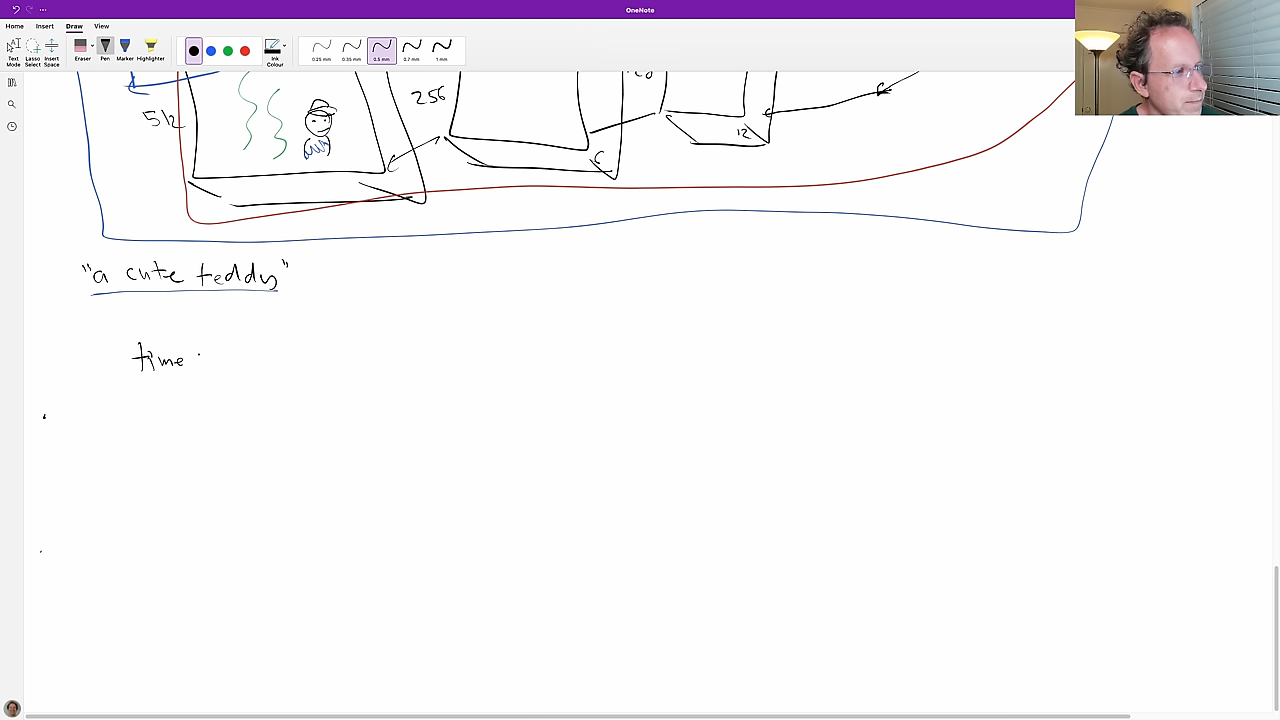 OneNote
Home Insert Draw View
Text Mode Lasso Select Insert Space Eraser Pen Marker Highlighter Ink Colour 0.25 mm 0.35 mm 0.5 mm 0.7 mm 1 mm
512 256 6 12
"a cute teddy"
time